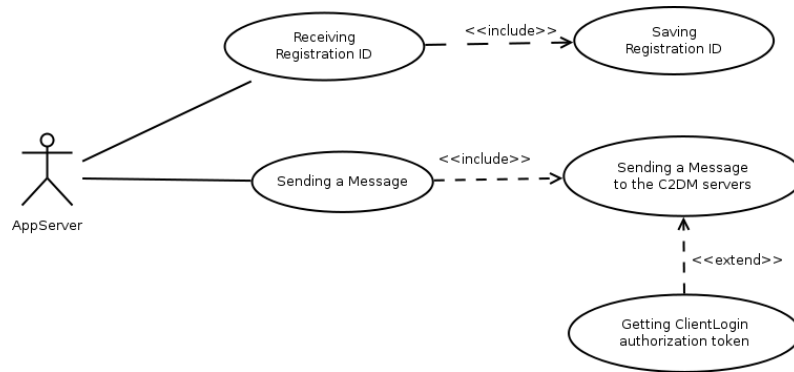 Receiving
Registration ID
<<include>>
Saving
Registration ID
AppServer
Sending a Message
<<include>>
Sending a Message
to the C2DM servers
<<extend>>
Getting ClientLogin
authorization token